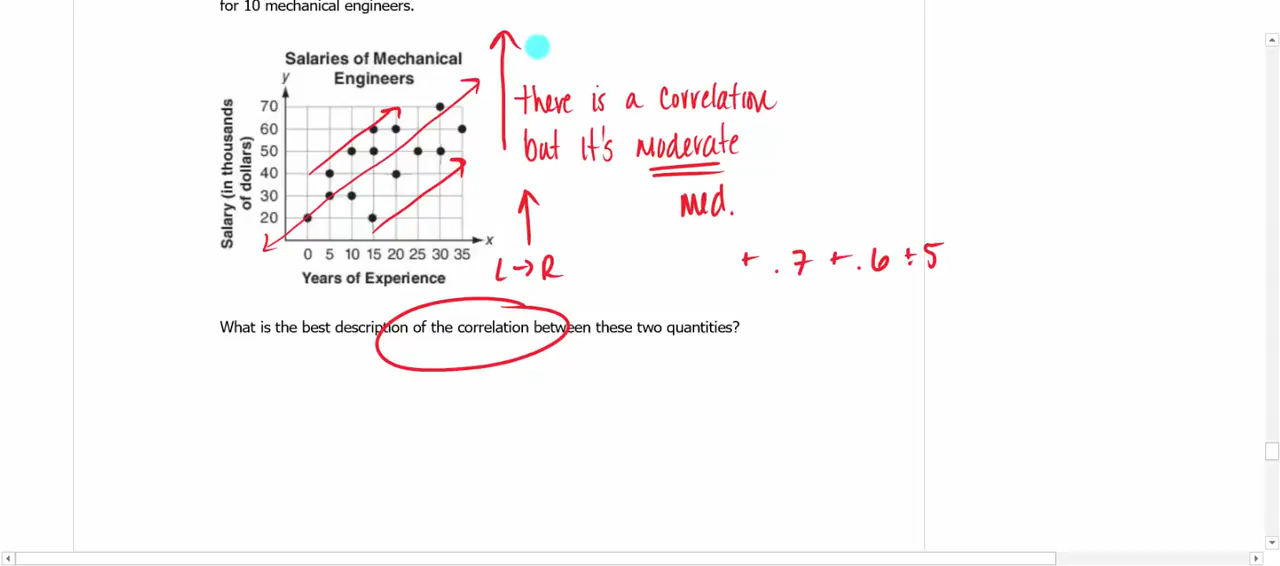 for 10 mechanical engineers.
Salaries of Mechanical
Engineers
y
Salary (in thousands
of dollars)
70
60
50
40
30
20
0 5 10 15 20 25 30 35
x
Years of Experience
there is a correlation
but it's moderate
med.
L → R
+ .7 + .6 + .5
What is the best description of the correlation between these two quantities?